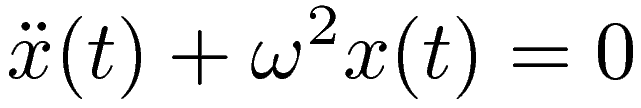 ẍ(t) + ω²x(t) = 0